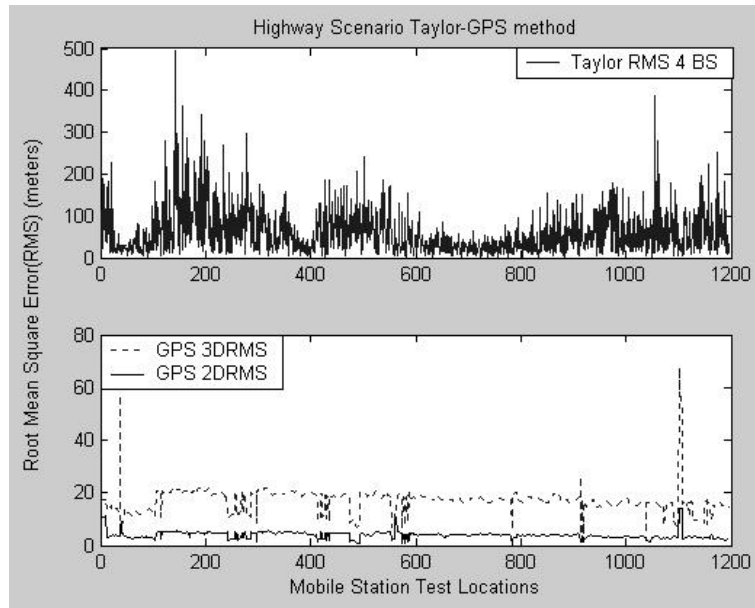 Highway Scenario Taylor-GPS method
Root Mean Square Error(RMS) (meters)
500
400
300
200
100
0
Taylor RMS 4 BS
0 200 400 600 800 1000 1200
80
60
40
20
0
GPS 3DRMS
GPS 2DRMS
0 200 400 600 800 1000 1200
Mobile Station Test Locations